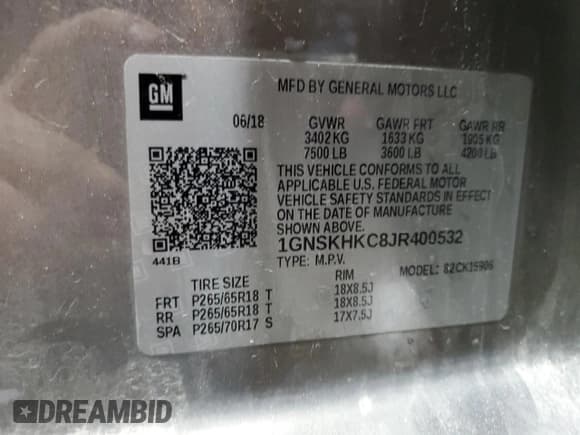 GM
MFD BY GENERAL MOTORS LLC
06/18 GVWR GAWR FRT GAWR RR
3402 KG 1633 KG 1905 KG
7500 LB 3600 LB 4200 LB
THIS VEHICLE CONFORMS TO ALL
APPLICABLE U.S. FEDERAL MOTOR
VEHICLE SAFETY STANDARDS IN EFFECT
ON THE DATE OF MANUFACTURE
SHOWN ABOVE.
1GNSKHKC8JR400532
441B
TYPE: M.P.V. MODEL: 82CK15906
TIRE SIZE RIM
FRT P265/65R18 T 18X8.5J
RR P265/65R18 T 18X8.5J
SPA P265/70R17 S 17X7.5J
DREAMBID